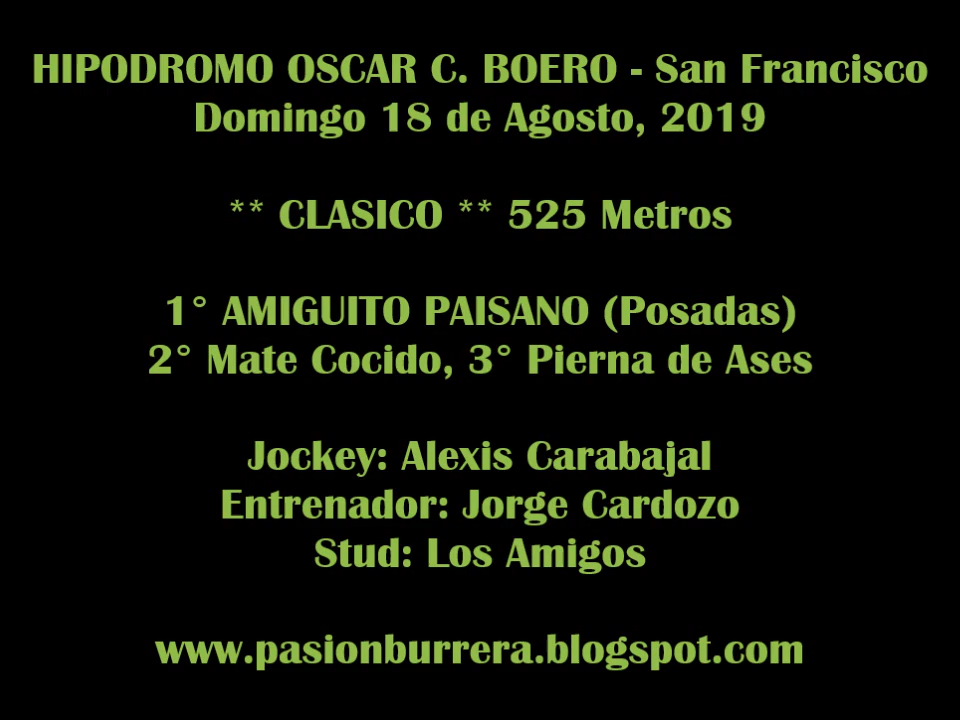 HIPODROMO OSCAR C. BOERO - San Francisco
Domingo 18 de Agosto, 2019
** CLASICO ** 525 Metros
1° AMIGUITO PAISANO (Posadas)
2° Mate Cocido, 3° Pierna de Ases
Jockey: Alexis Carabajal
Entrenador: Jorge Cardozo
Stud: Los Amigos
www.pasionburrera.blogspot.com